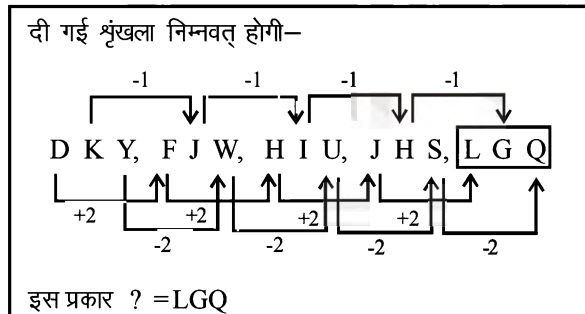 दी गई शृंखला निम्नवत् होगी–
-1 -1 -1 -1
D K Y, F J W, H I U, J H S, L G Q
+2 +2 +2 +2
-2 -2 -2 -2
इस प्रकार ? =LGQ